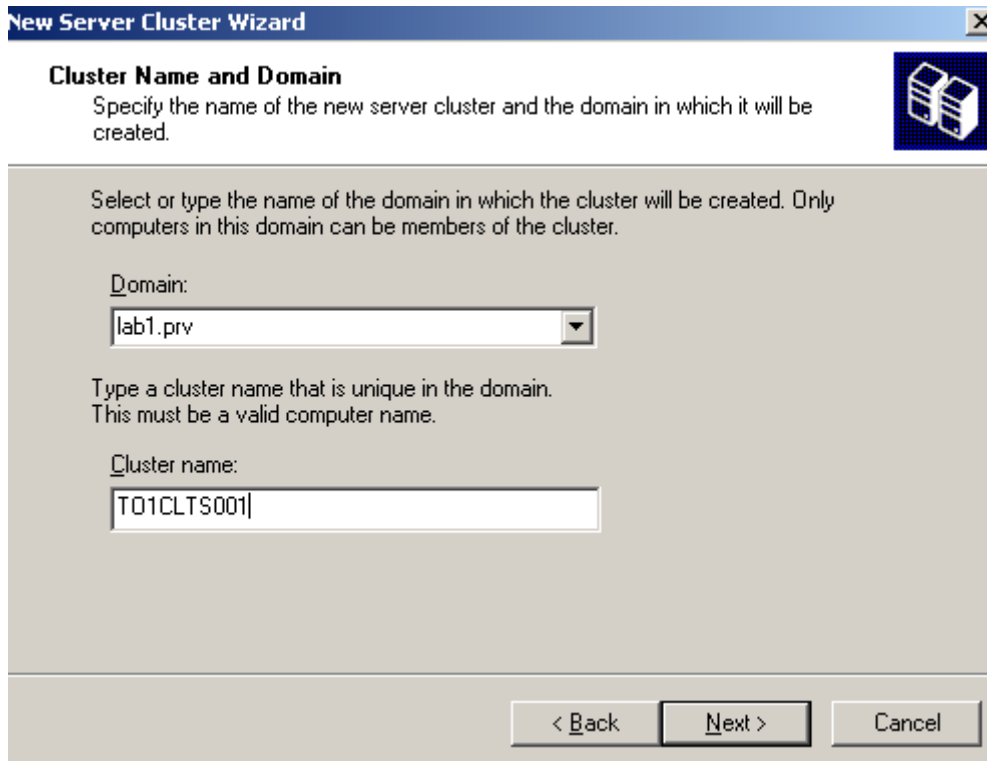 New Server Cluster Wizard
Cluster Name and Domain
Specify the name of the new server cluster and the domain in which it will be
created.
Select or type the name of the domain in which the cluster will be created. Only
computers in this domain can be members of the cluster.
Domain:
lab1.prv
Type a cluster name that is unique in the domain.
This must be a valid computer name.
Cluster name:
TO1CLTS001
< Back
Next >
Cancel